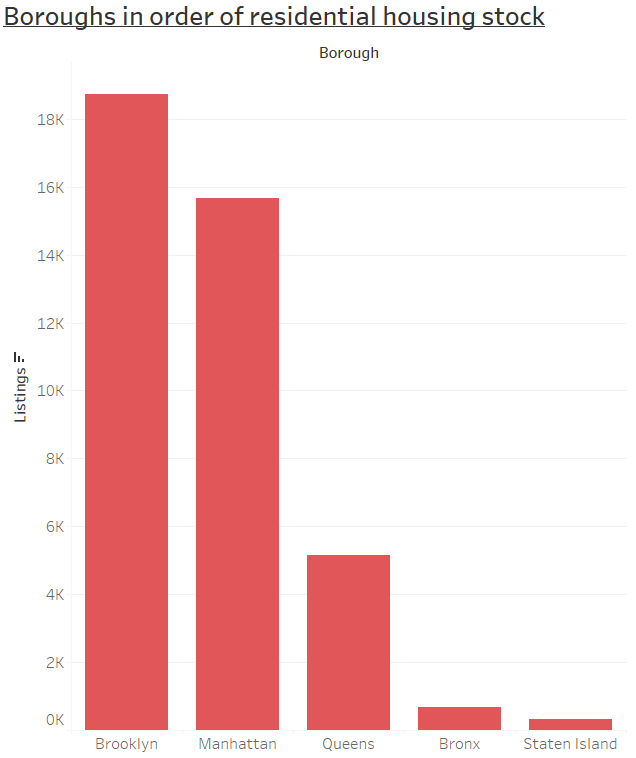 Boroughs in order of residential housing stock
Borough
Listings
18K
16K
14K
12K
10K
8K
6K
4K
2K
0K
Brooklyn Manhattan Queens Bronx Staten Island